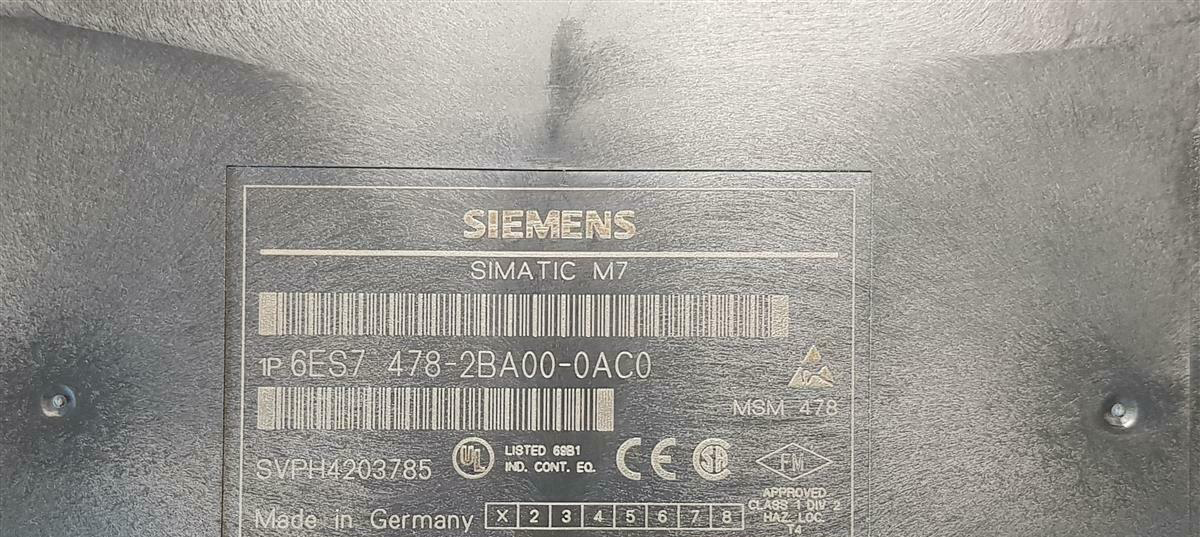 SIEMENS
SIMATIC M7
1P 6ES7 478-2BA00-0AC0
MSM 478
SVPH4203785
UL
LISTED 69B1
IND. CONT. EQ.
CE
SA
FM
APPROVED
CLASS 1 DIV 2
HAZ. LOC.
T4
Made in Germany
X 2 3 4 5 6 7 8